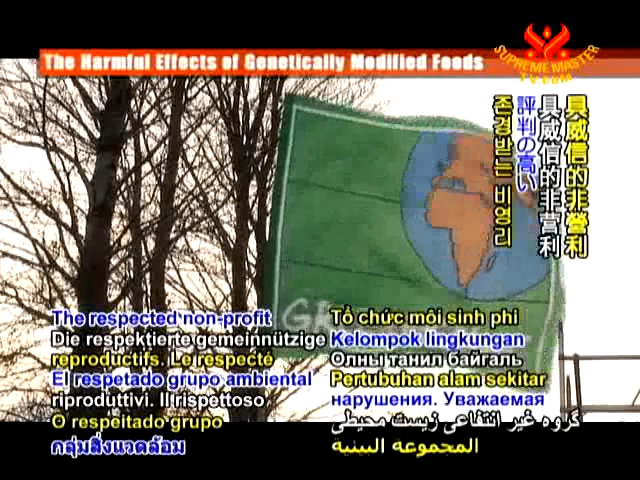 The Harmful Effects of Genetically Modified Foods
SUPREME MASTER
TV.COM
具威信的非營利
具威信的非营利
評判の高い
존경받는 비영리
The respected non-profit
Die respektierte gemeinnützige
reproductifs. Le respecté
El respetado grupo ambiental
riproduttivi. Il rispettoso
O respeitado grupo
กลุ่มสิ่งแวดล้อม
Tổ chức môi sinh phi
Kelompok lingkungan
Олны танил байгаль
Pertubuhan alam sekitar
нарушения. Уважаемая
گروه غیر انتفاعی زیست محیطی
المجموعة البيئية